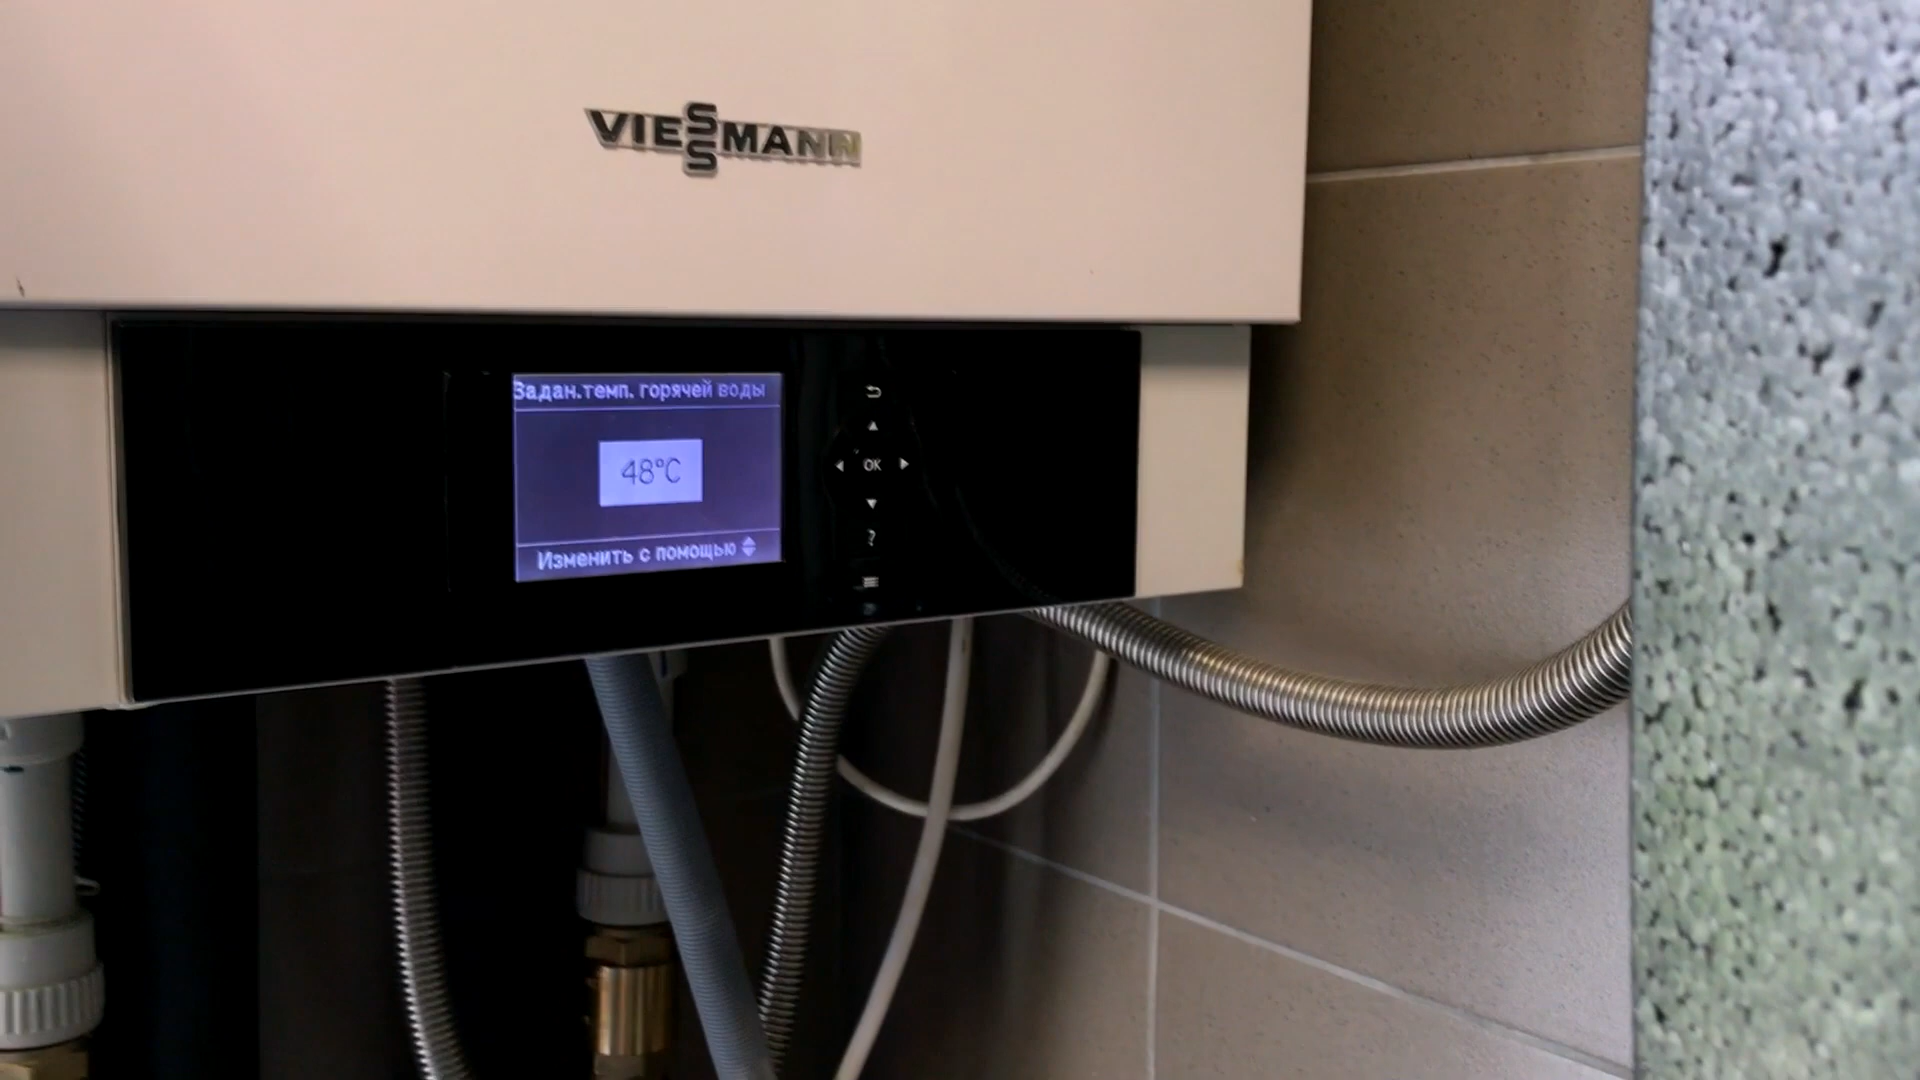 VIESSMANN
Задан.темп. горячей воды
48°C
Изменить с помощью
OK
?